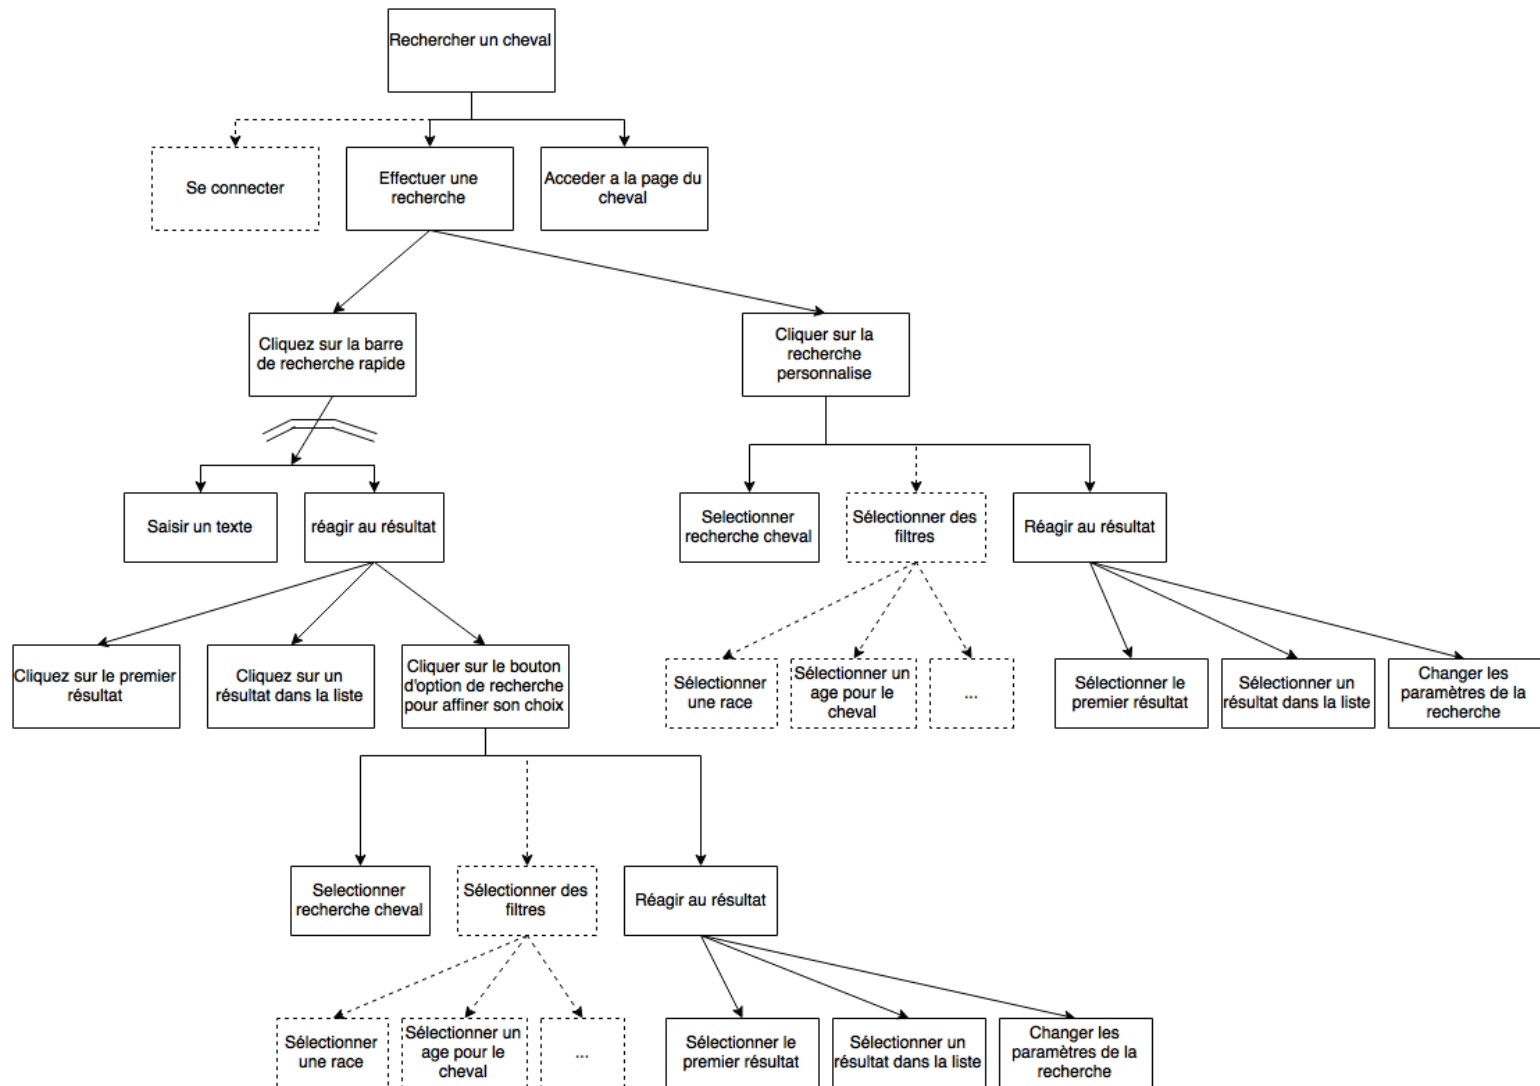 Rechercher un cheval
Se connecter
Effectuer une
recherche
Acceder a la page du
cheval
Cliquez sur la barre
de recherche rapide
Cliquer sur la
recherche
personnalise
Saisir un texte
réagir au résultat
Selectionner
recherche cheval
Sélectionner des
filtres
Réagir au résultat
Cliquez sur le premier
résultat
Cliquez sur un
résultat dans la liste
Cliquer sur le bouton
d'option de recherche
pour affiner son choix
Sélectionner
une race
Sélectionner un
age pour le
cheval
...
Sélectionner le
premier résultat
Sélectionner un
résultat dans la liste
Changer les
paramètres de la
recherche
Selectionner
recherche cheval
Sélectionner des
filtres
Réagir au résultat
Sélectionner
une race
Sélectionner un
age pour le
cheval
...
Sélectionner le
premier résultat
Sélectionner un
résultat dans la liste
Changer les
paramètres de la
recherche